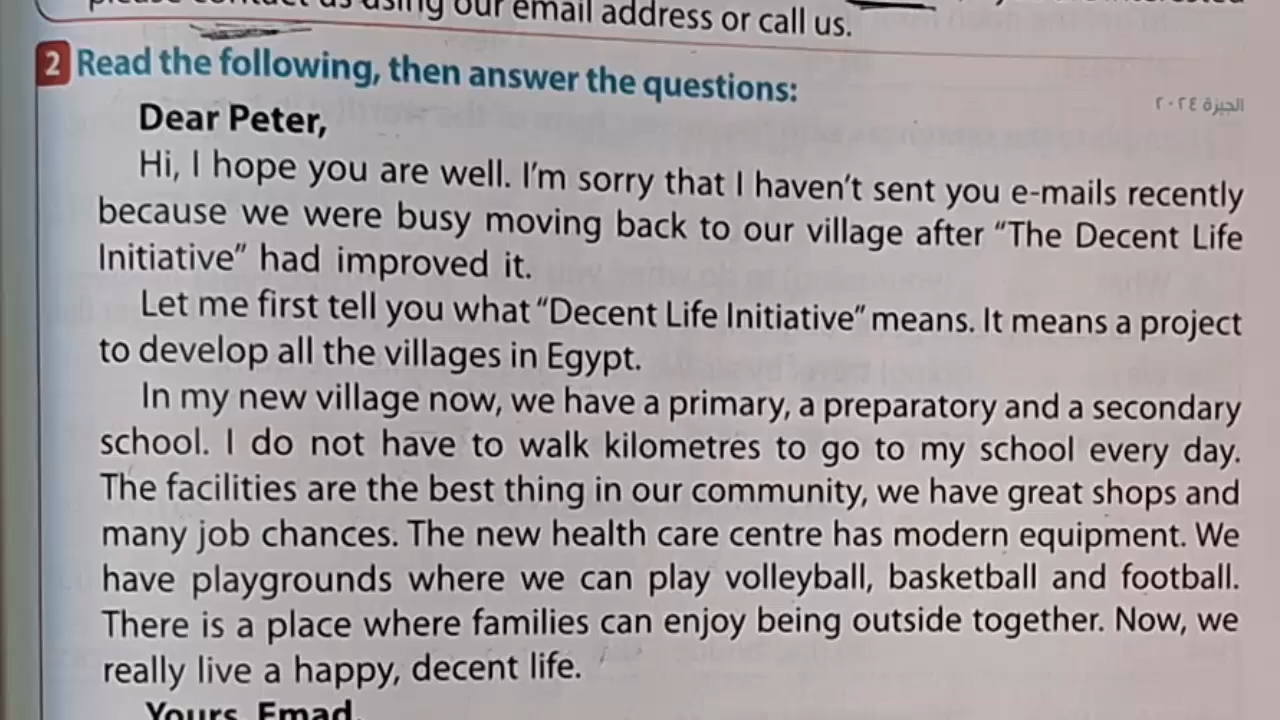 please contact us using our email address or call us.
2 Read the following, then answer the questions:
الجيزة ٢٠٢٤
Dear Peter,
Hi, I hope you are well. I'm sorry that I haven't sent you e-mails recently
because we were busy moving back to our village after “The Decent Life
Initiative” had improved it.
Let me first tell you what “Decent Life Initiative” means. It means a project
to develop all the villages in Egypt.
In my new village now, we have a primary, a preparatory and a secondary
school. I do not have to walk kilometres to go to my school every day.
The facilities are the best thing in our community, we have great shops and
many job chances. The new health care centre has modern equipment. We
have playgrounds where we can play volleyball, basketball and football.
There is a place where families can enjoy being outside together. Now, we
really live a happy, decent life.
Yours, Emad.